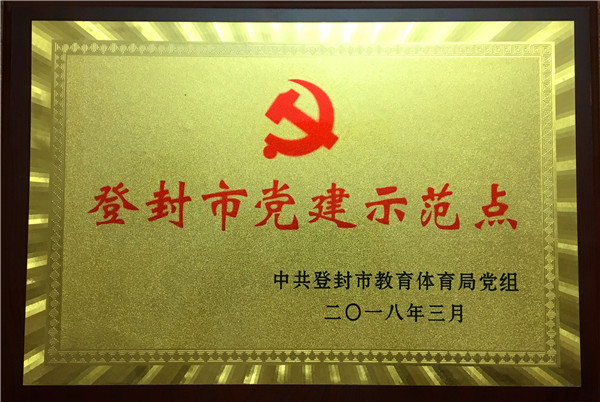 登封市党建示范点
中共登封市教育体育局党组
二〇一八年三月